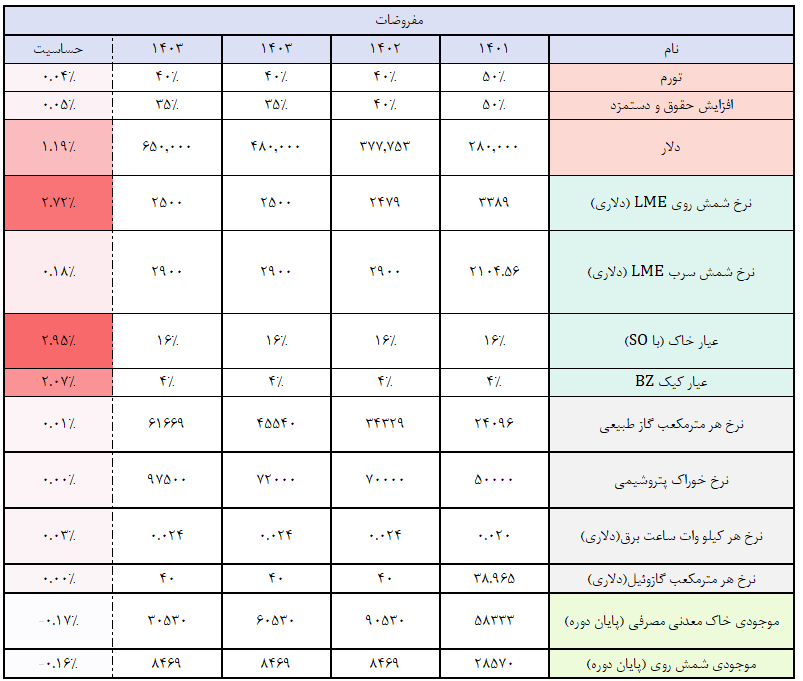 مفروضات
نام ۱۴۰۱ ۱۴۰۲ ۱۴۰۳ ۱۴۰۳ حساسیت
تورم ۵۰٪ ۴۰٪ ۴۰٪ ۴۰٪ ۰.۰۴٪
افزایش حقوق و دستمزد ۵۰٪ ۴۰٪ ۳۵٪ ۳۵٪ ۰.۰۵٪
دلار ۲۸۰,۰۰۰ ۳۷۷,۷۵۳ ۴۸۰,۰۰۰ ۶۵۰,۰۰۰ ۱.۱۹٪
نرخ شمش روی LME (دلاری) ۳۳۸۹ ۲۴۷۹ ۲۵۰۰ ۲۵۰۰ ۲.۷۲٪
نرخ شمش سرب LME (دلاری) ۲۱۰۴.۵۶ ۲۹۰۰ ۲۹۰۰ ۲۹۰۰ ۰.۱۸٪
عیار خاک (با SO) ۱۶٪ ۱۶٪ ۱۶٪ ۱۶٪ ۲.۹۵٪
عیار کیک BZ ۴٪ ۴٪ ۴٪ ۴٪ ۲.۰۷٪
نرخ هر مترمکعب گاز طبیعی ۲۴۰۹۶ ۳۴۳۲۹ ۴۵۵۴۰ ۶۱۶۶۹ ۰.۰۱٪
نرخ خوراک پتروشیمی ۵۰۰۰۰ ۷۰۰۰۰ ۷۲۰۰۰ ۹۷۵۰۰ ۰.۰۰٪
نرخ هر کیلو وات ساعت برق(دلاری) ۰.۰۲۰ ۰.۰۲۴ ۰.۰۲۴ ۰.۰۲۴ ۰.۰۳٪
نرخ هر مترمکعب گازوئیل(دلاری) ۳۸.۹۶۵ ۴۰ ۴۰ ۴۰ ۰.۰۰٪
موجودی خاک معدنی مصرفی (پایان دوره) ۵۸۳۳۳ ۹۰۵۳۰ ۶۰۵۳۰ ۳۰۵۳۰ -۰.۱۷٪
موجودی شمش روی (پایان دوره) ۲۸۵۷۰ ۸۴۶۹ ۸۴۶۹ ۸۴۶۹ -۰.۱۶٪